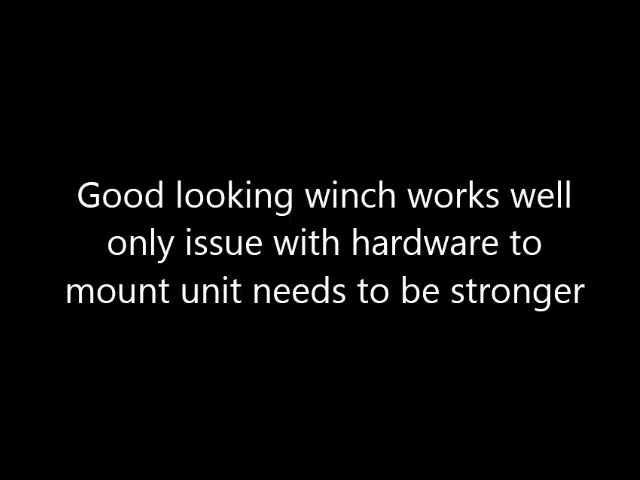 Good looking winch works well
only issue with hardware to
mount unit needs to be stronger